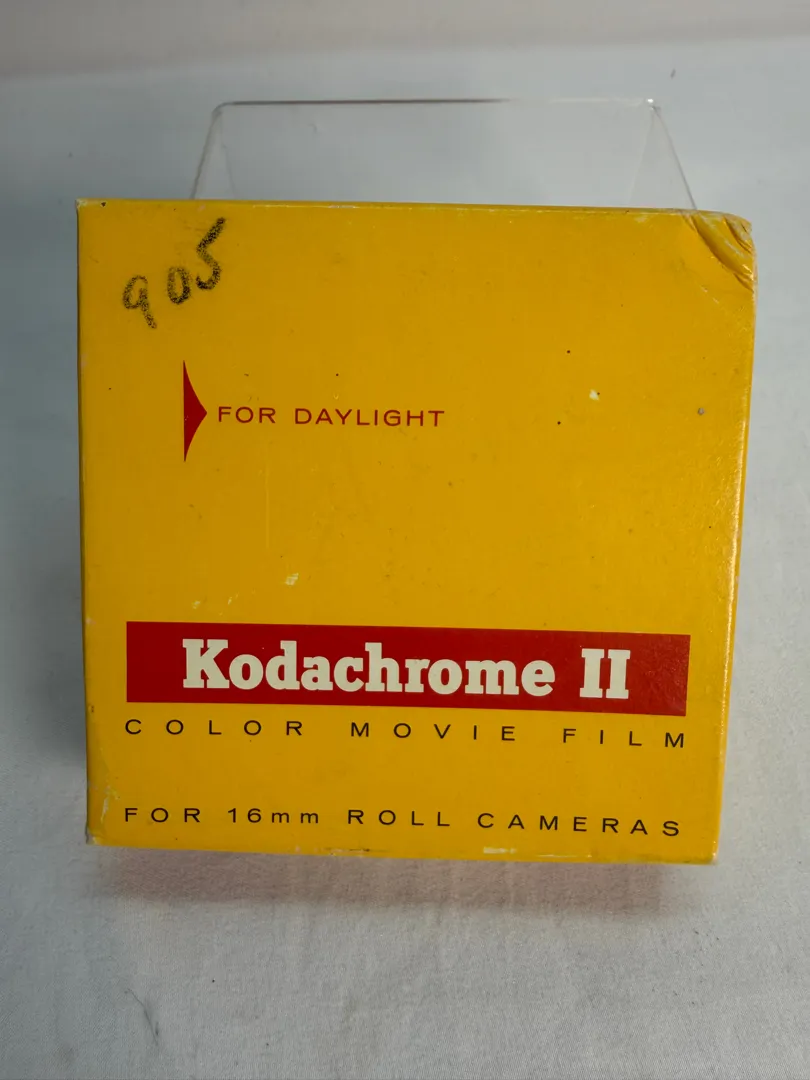 905
FOR DAYLIGHT
Kodachrome II
COLOR MOVIE FILM
FOR 16mm ROLL CAMERAS